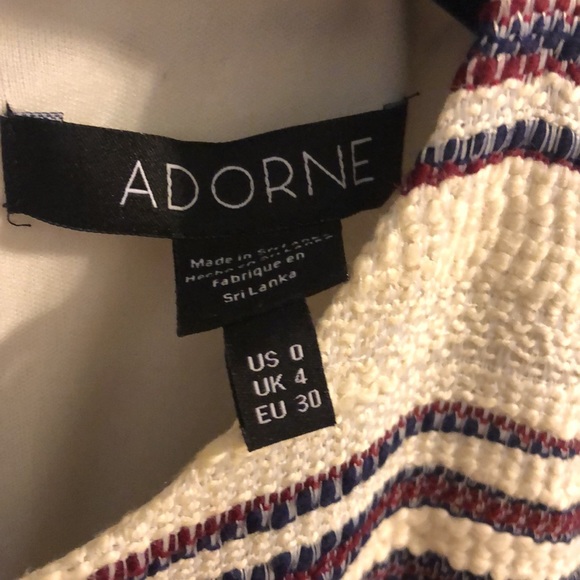 ADORNE
Made in Sri Lanka
Hecho en Sri Lanka
fabrique en
Sri Lanka
US 0
UK 4
EU 30